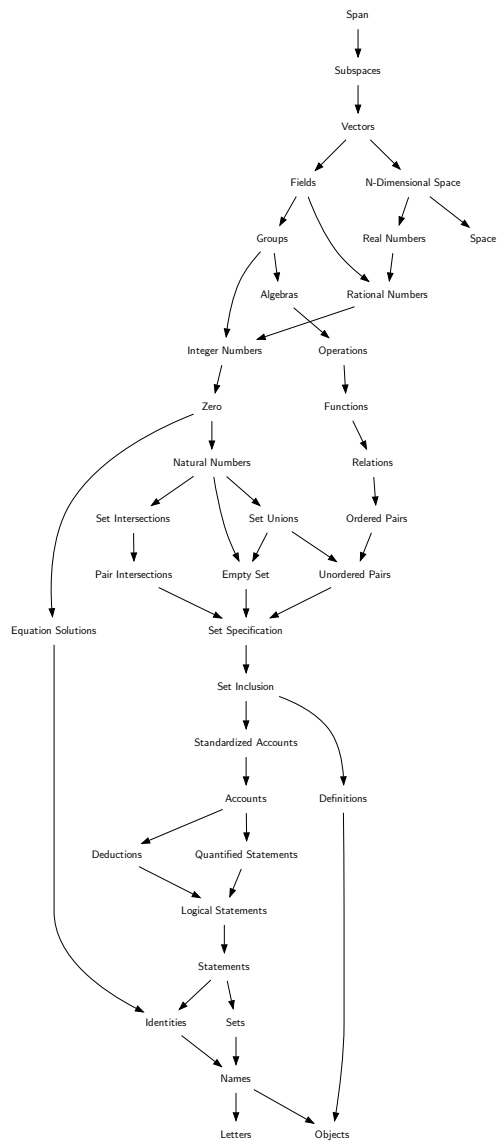 Span
Subspaces
Vectors
Fields
N-Dimensional Space
Groups
Real Numbers
Space
Algebras
Rational Numbers
Integer Numbers
Operations
Zero
Functions
Natural Numbers
Relations
Set Intersections
Set Unions
Ordered Pairs
Pair Intersections
Empty Set
Unordered Pairs
Equation Solutions
Set Specification
Set Inclusion
Standardized Accounts
Accounts
Definitions
Deductions
Quantified Statements
Logical Statements
Statements
Identities
Sets
Names
Letters
Objects